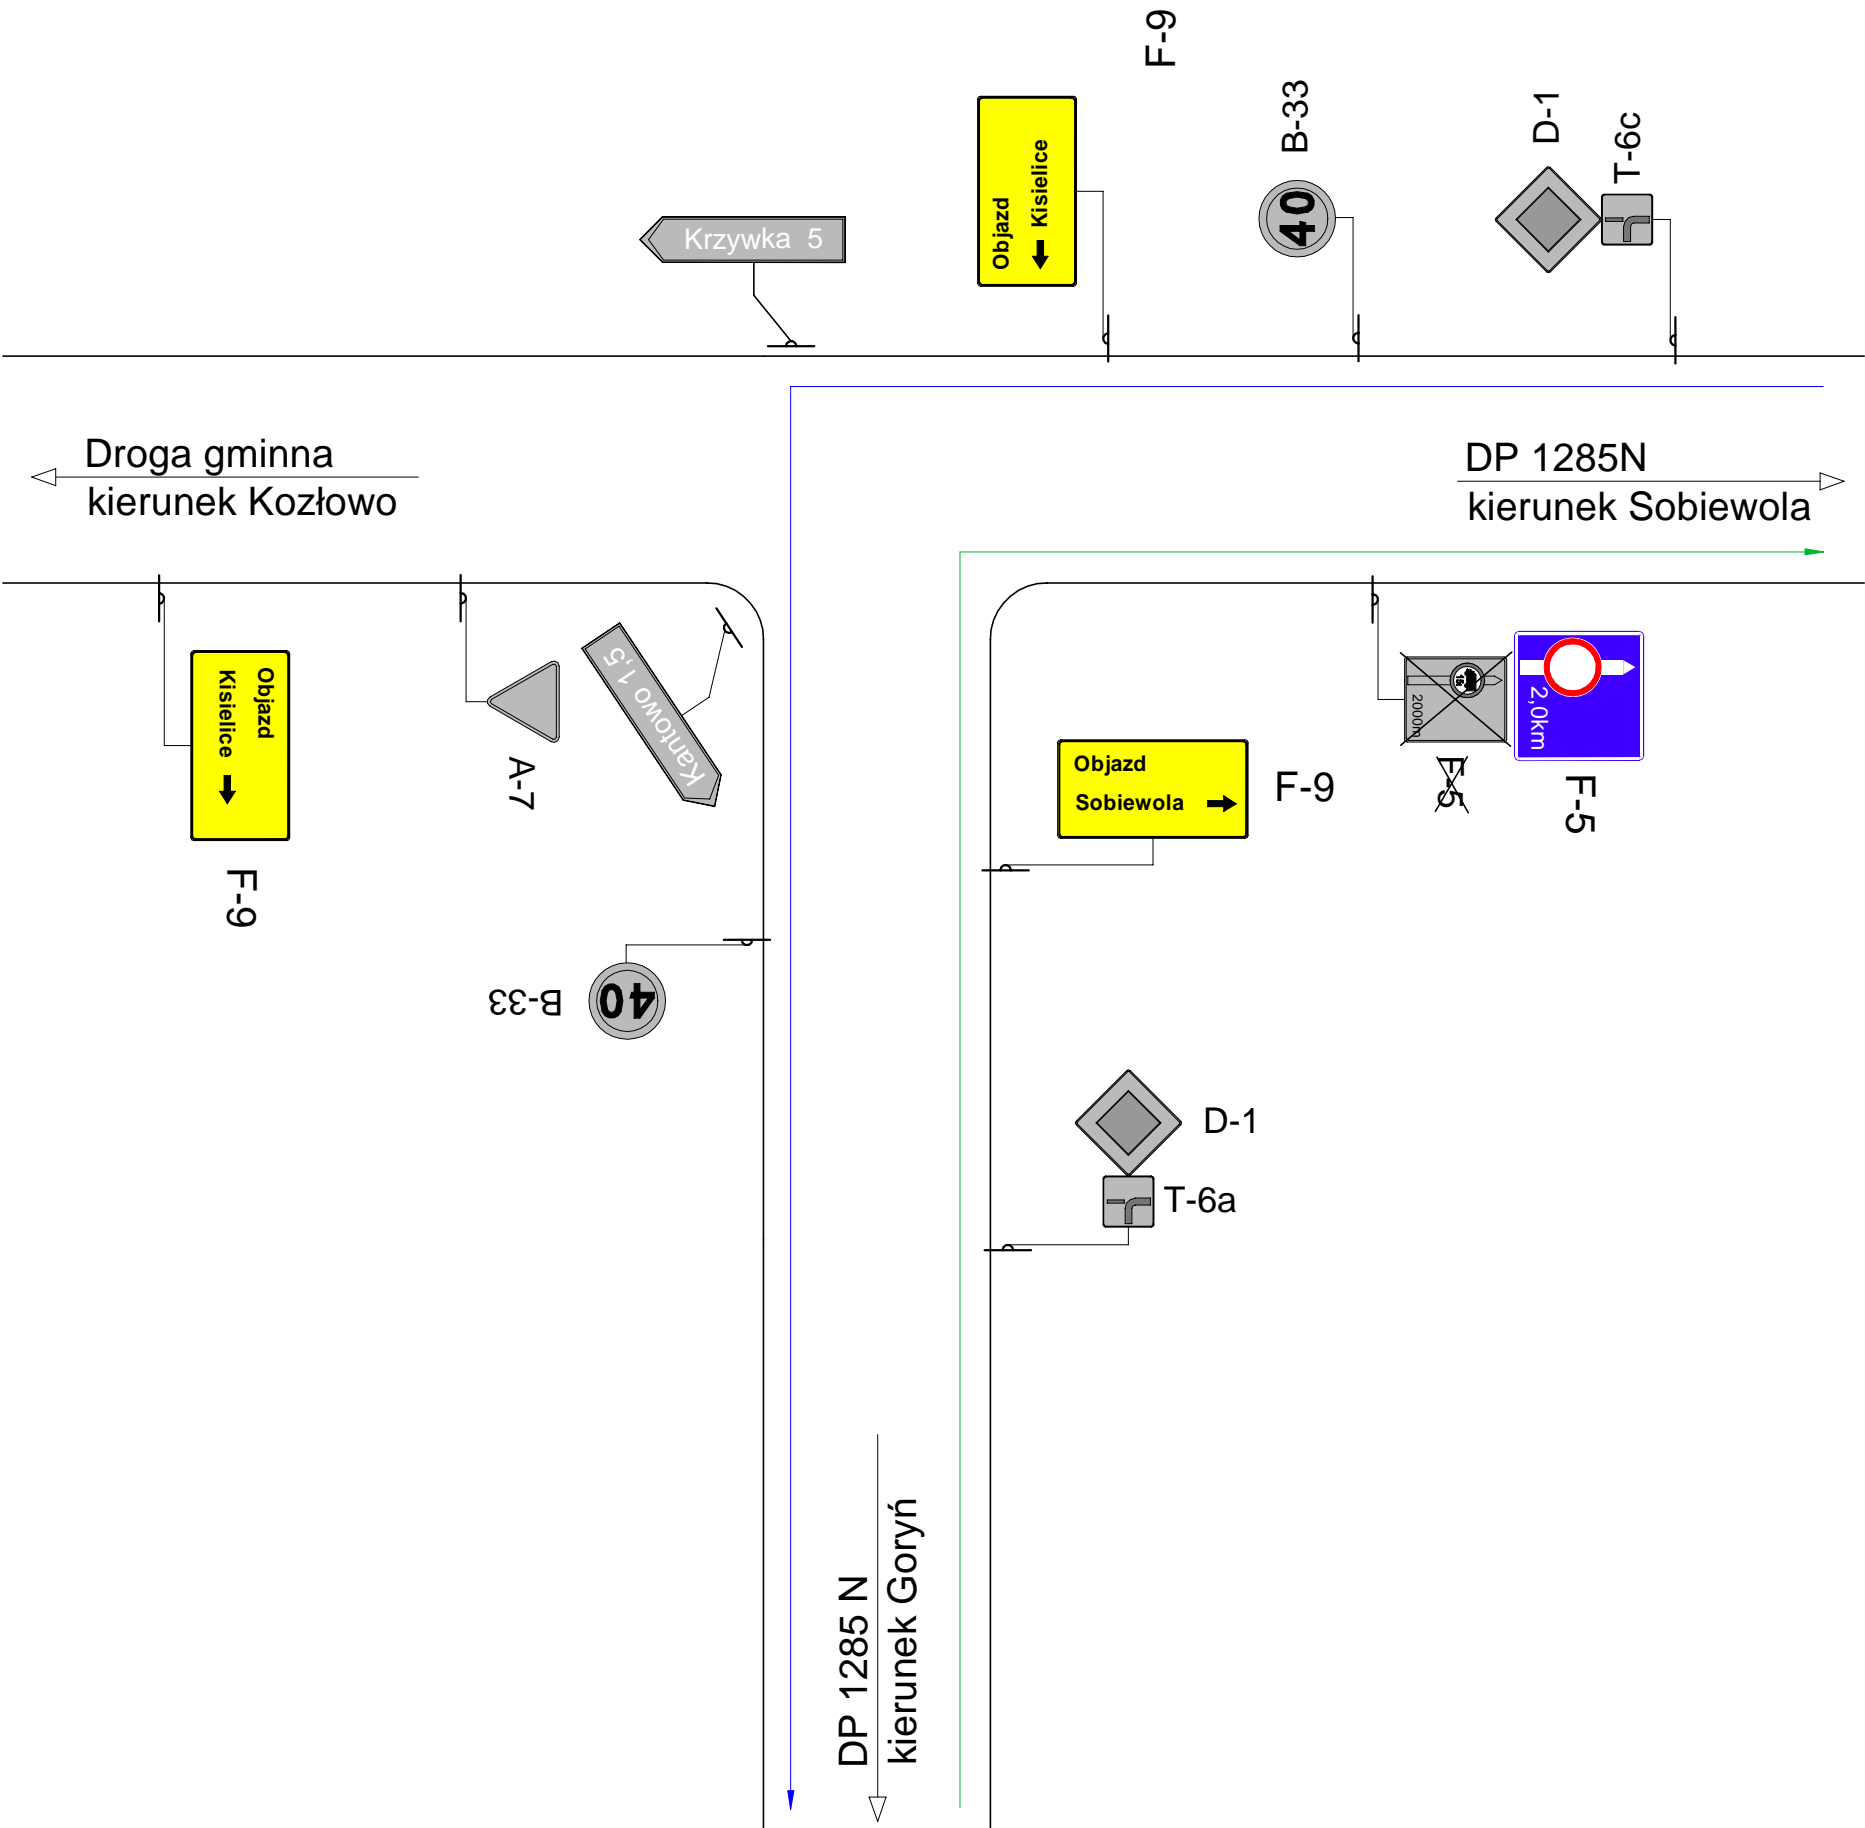 F-9
B-33
D-1
T-6c
Objazd
Kisielice
40
Krzywka 5
Droga gminna
kierunek Kozłowo
DP 1285N
kierunek Sobiewola
Objazd
Kisielice
F-9
A-7
Kantowo 1,5
B-33
40
Objazd
Sobiewola
F-9
15t
2000m
F-5
2,0km
F-5
D-1
T-6a
DP 1285 N
kierunek Goryń